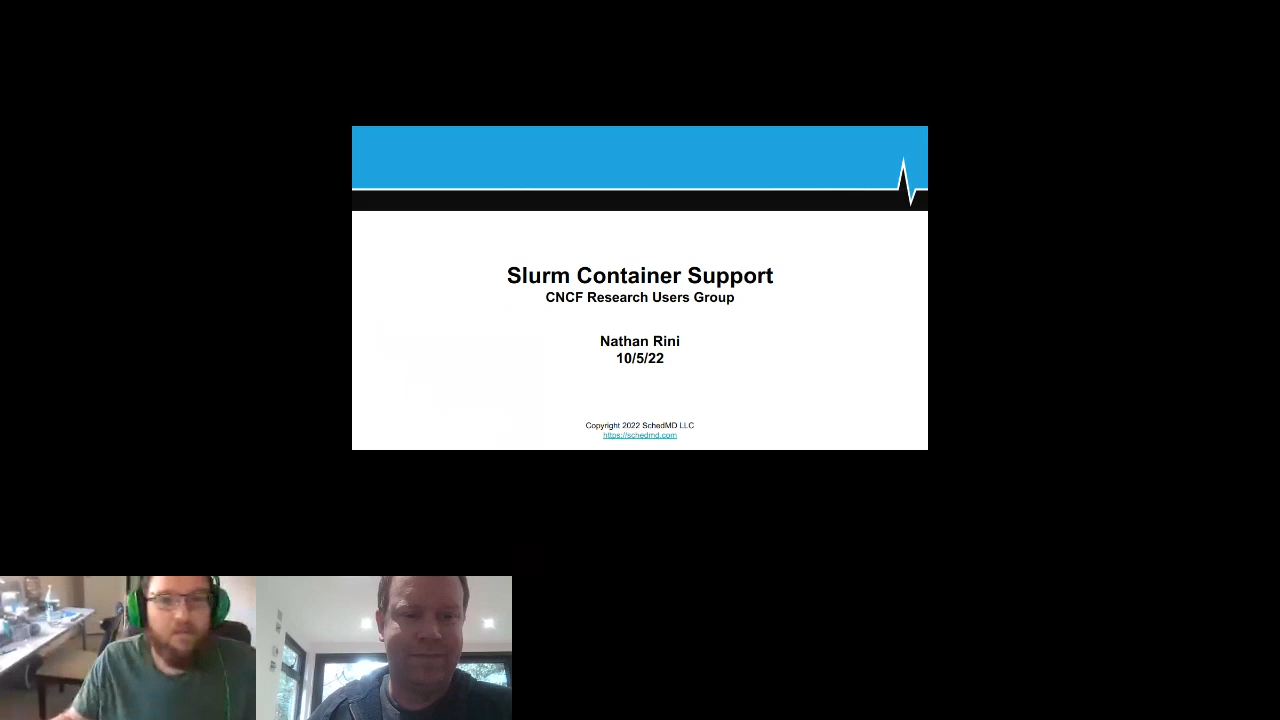 Slurm Container Support
CNCF Research Users Group
Nathan Rini
10/5/22
Copyright 2022 SchedMD LLC
https://schedmd.com